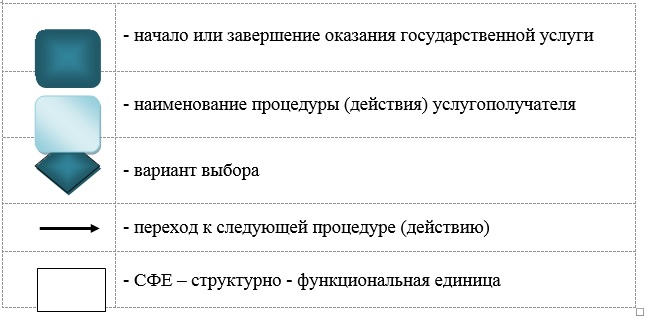 - начало или завершение оказания государственной услуги
- наименование процедуры (действия) услугополучателя
- вариант выбора
- переход к следующей процедуре (действию)
- СФЕ – структурно - функциональная единица